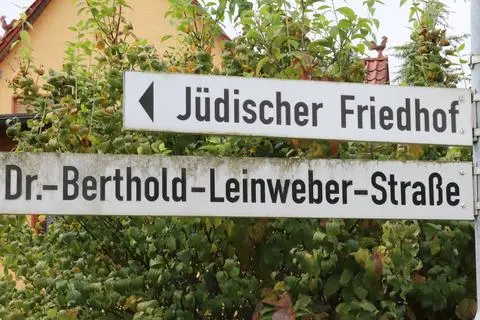 Jüdischer Friedhof
Dr.-Berthold-Leinweber-Straße